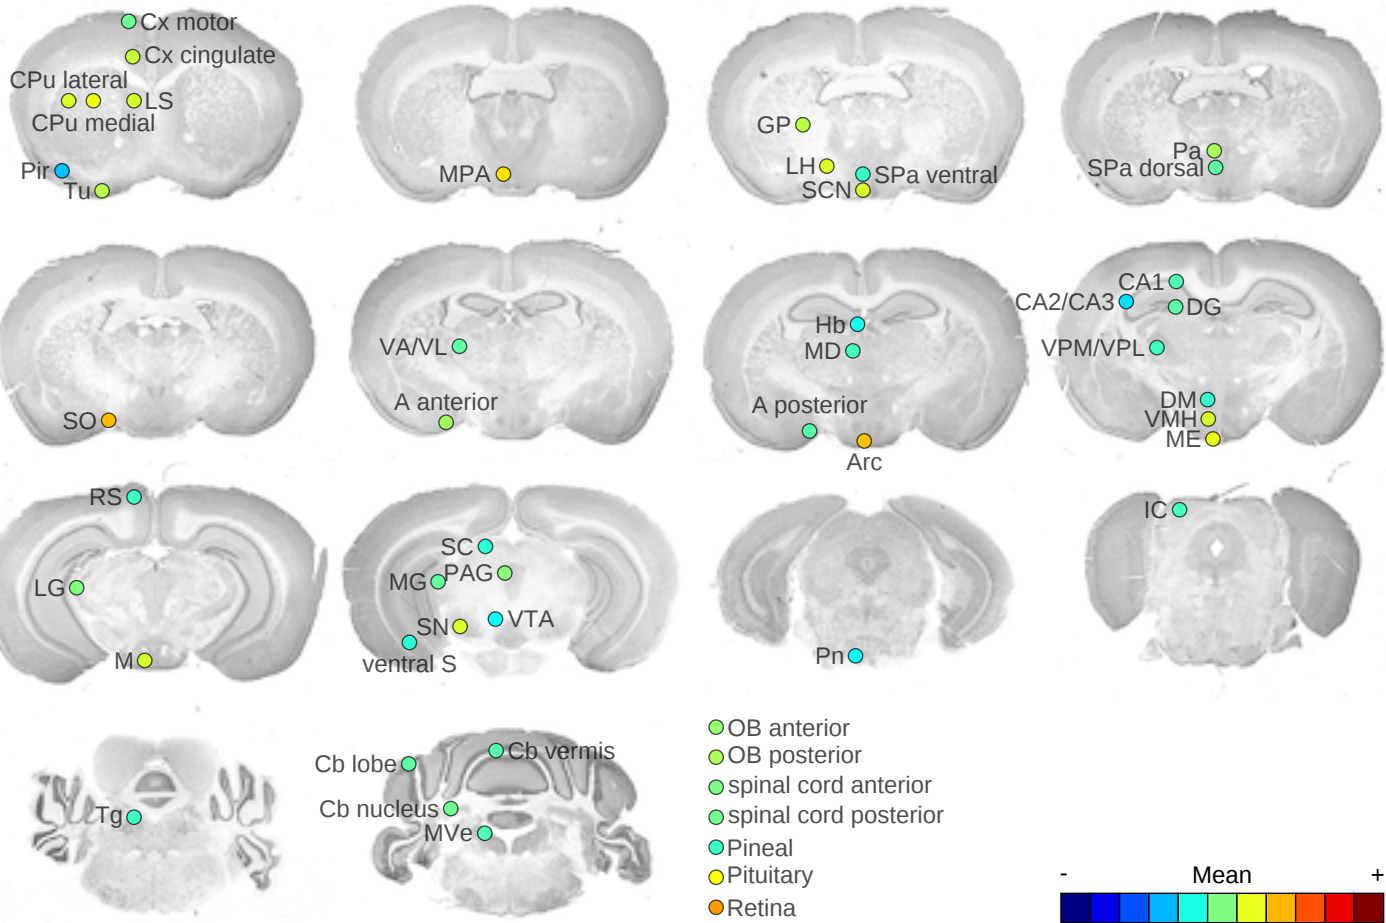 Cx motor
Cx cingulate
CPu lateral
LS
CPu medial
Pir
Tu
MPA
GP
LH
SPa ventral
SCN
Pa
SPa dorsal
SO
VA/VL
A anterior
Hb
MD
A posterior
Arc
CA1
CA2/CA3
DG
VPM/VPL
DM
VMH
ME
RS
LG
M
SC
MG
PAG
SN
VTA
ventral S
Pn
IC
Tg
Cb lobe
Cb vermis
Cb nucleus
MVe
OB anterior
OB posterior
spinal cord anterior
spinal cord posterior
Pineal
Pituitary
Retina
- Mean +